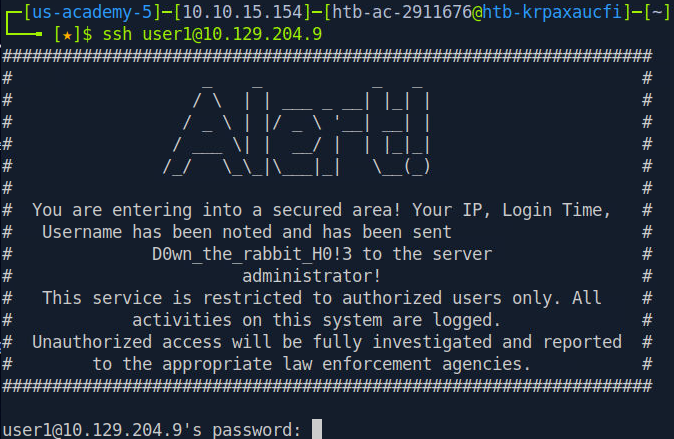 [us-academy-5]─[10.10.15.154]─[htb-ac-2911676@htb-krpaxaucfi]─[~]
[★]$ ssh user1@10.129.204.9
#################################################################
Alert!
# You are entering into a secured area! Your IP, Login Time, #
# Username has been noted and has been sent #
# D0wn_the_rabbit_H0!3 to the server #
# administrator! #
# This service is restricted to authorized users only. All #
# activities on this system are logged. #
# Unauthorized access will be fully investigated and reported #
# to the appropriate law enforcement agencies. #
#################################################################
user1@10.129.204.9's password: